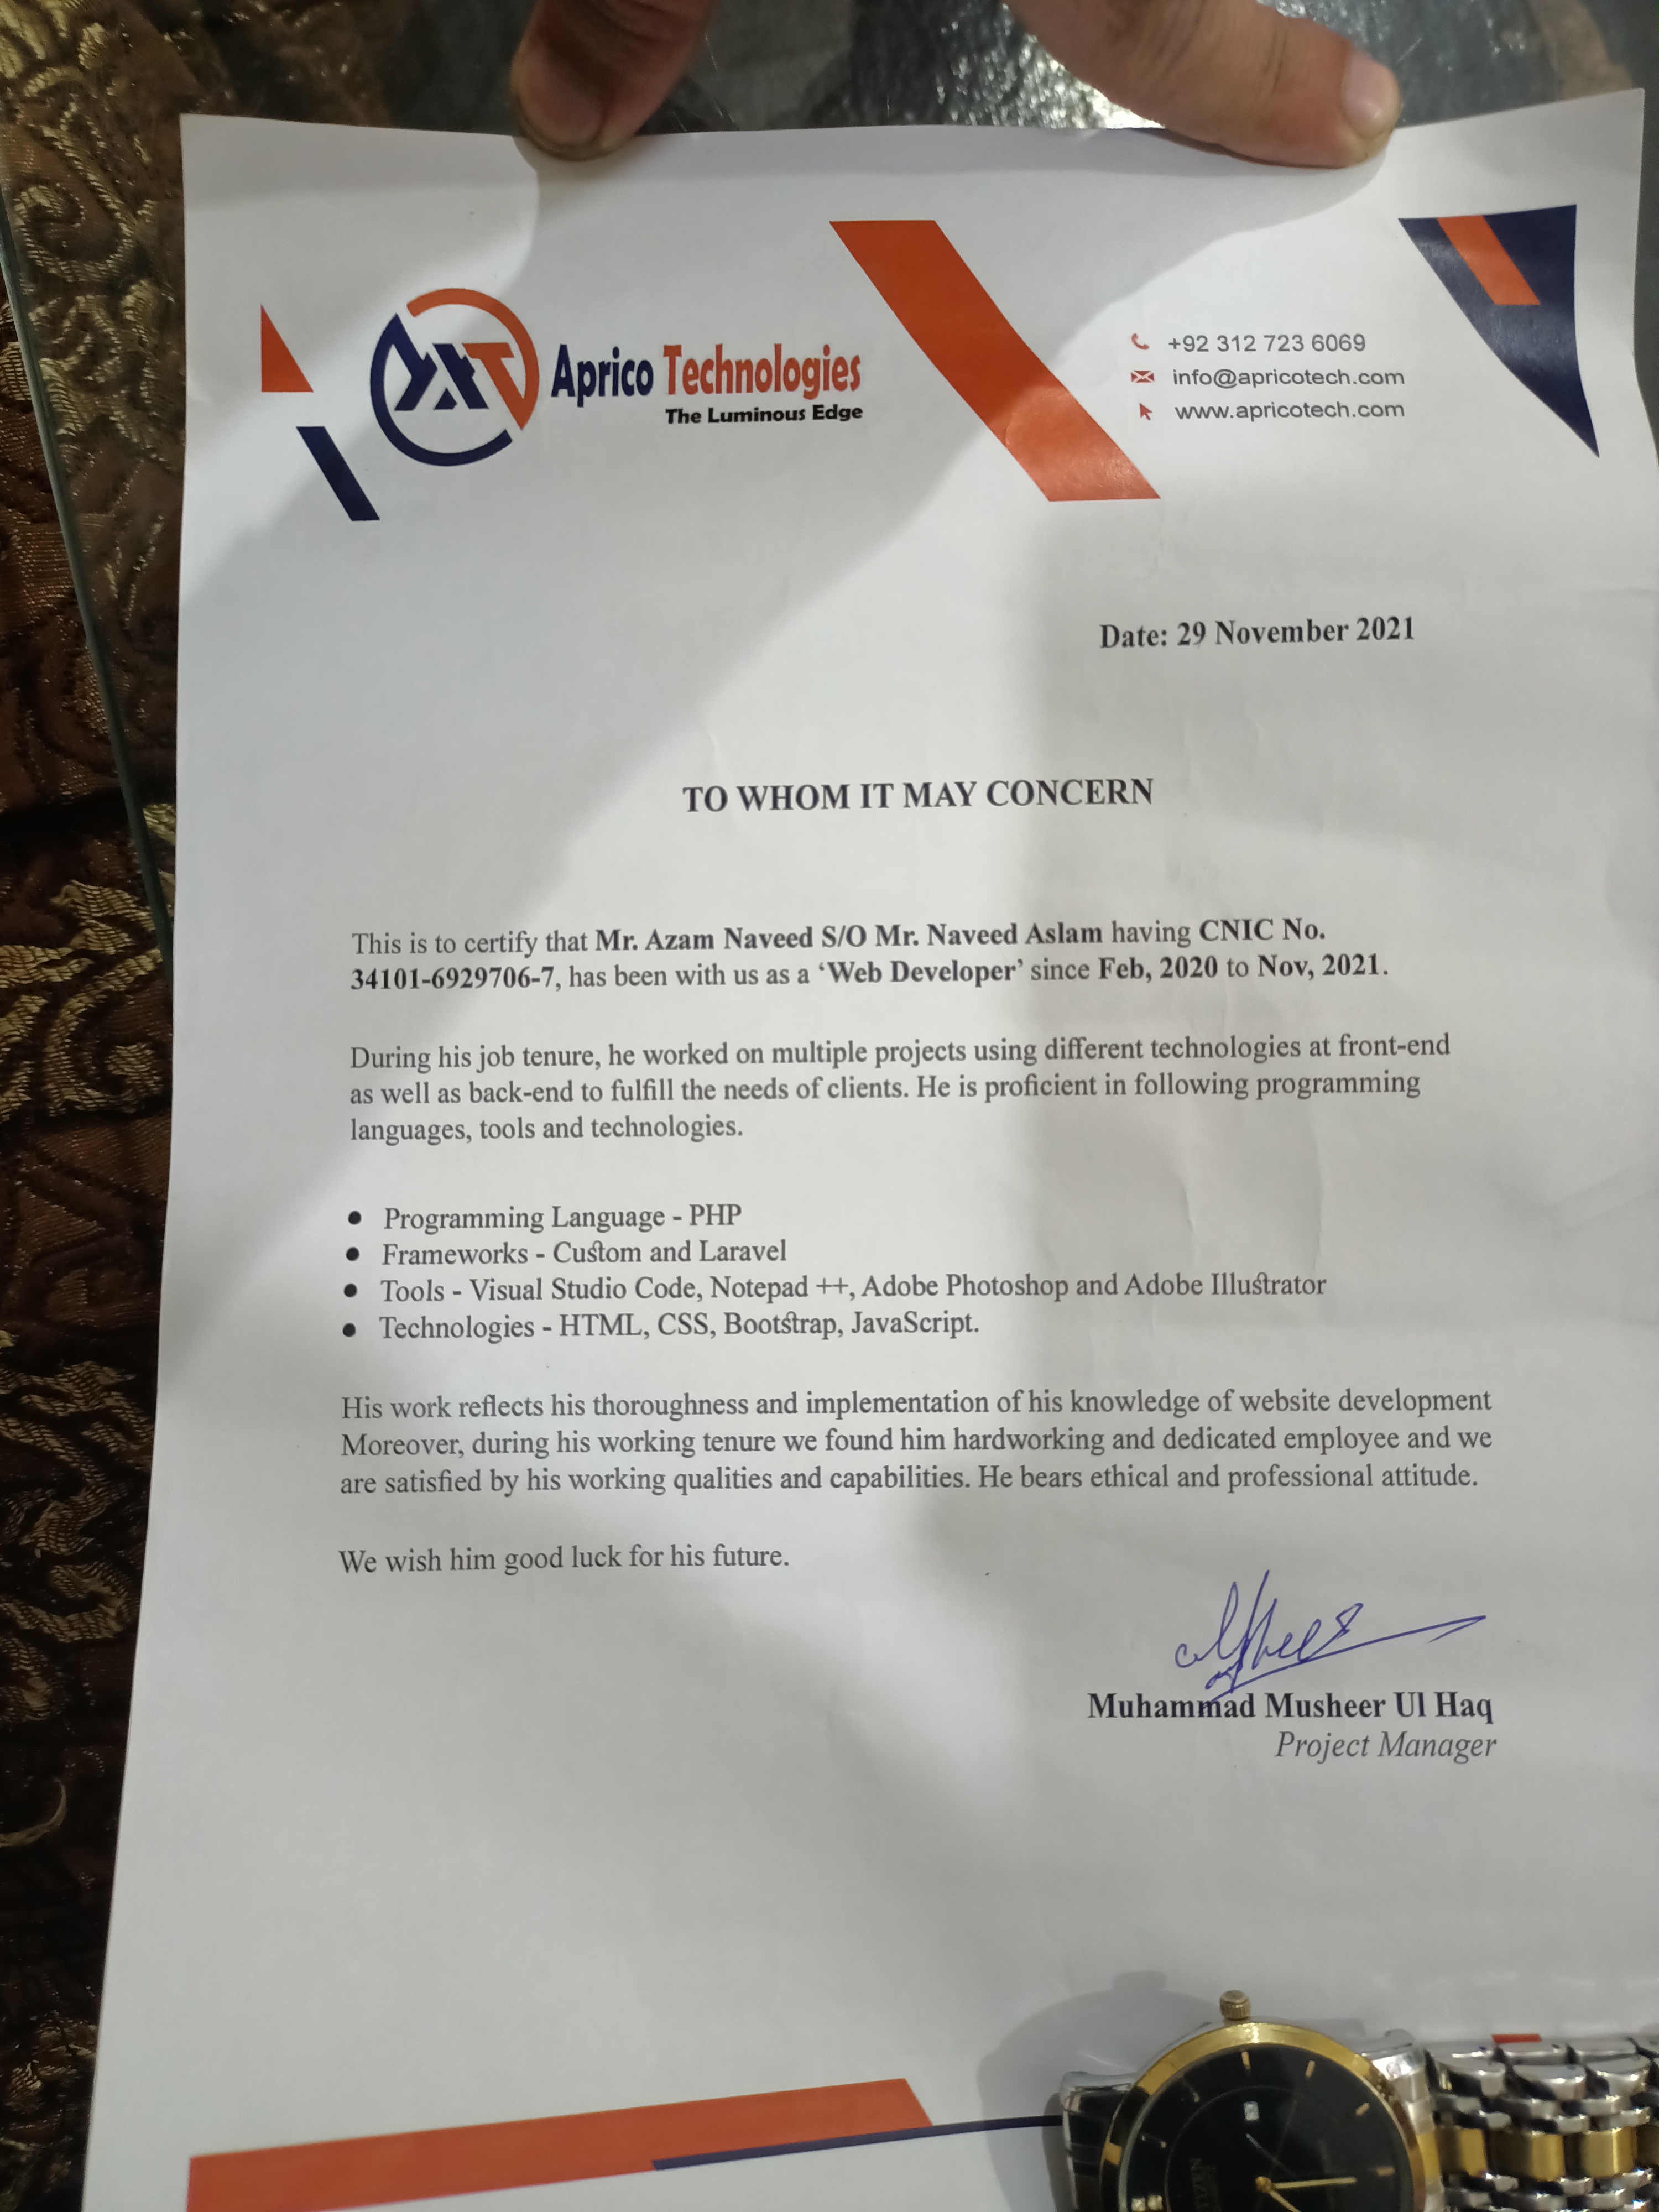 Aprico Technologies
The Luminous Edge
+92 312 723 6069
info@apricotech.com
www.apricotech.com
Date: 29 November 2021
TO WHOM IT MAY CONCERN
This is to certify that Mr. Azam Naveed S/O Mr. Naveed Aslam having CNIC No.
34101-6929706-7, has been with us as a ‘Web Developer’ since Feb, 2020 to Nov, 2021.
During his job tenure, he worked on multiple projects using different technologies at front-end
as well as back-end to fulfill the needs of clients. He is proficient in following programming
languages, tools and technologies.
• Programming Language - PHP
• Frameworks - Custom and Laravel
• Tools - Visual Studio Code, Notepad ++, Adobe Photoshop and Adobe Illustrator
• Technologies - HTML, CSS, Bootstrap, JavaScript.
His work reflects his thoroughness and implementation of his knowledge of website development
Moreover, during his working tenure we found him hardworking and dedicated employee and we
are satisfied by his working qualities and capabilities. He bears ethical and professional attitude.
We wish him good luck for his future.
Muhammad Musheer Ul Haq
Project Manager